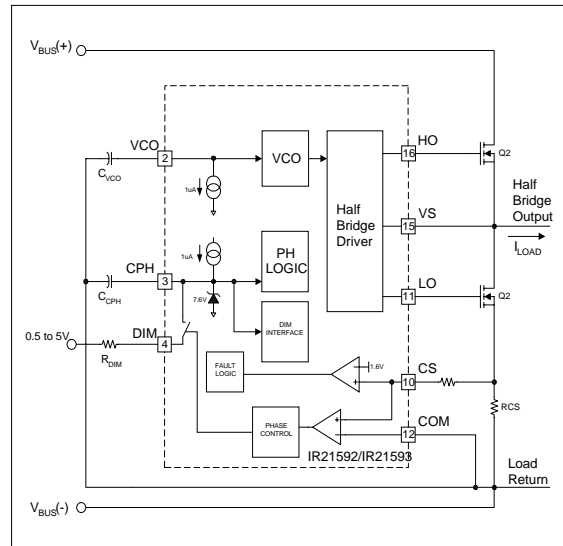 V_BUS(+)
VCO
2
C_VCO
1uA
VCO
HO
16
Q2
Half
Bridge
Driver
VS
15
Half
Bridge
Output
I_LOAD
1uA
CPH
3
C_CPH
7.6V
PH
LOGIC
LO
11
Q2
0.5 to 5V
DIM
4
R_DIM
DIM
INTERFACE
FAULT
LOGIC
1.6V
CS
10
RCS
PHASE
CONTROL
COM
12
IR21592/IR21593
Load
Return
V_BUS(-)